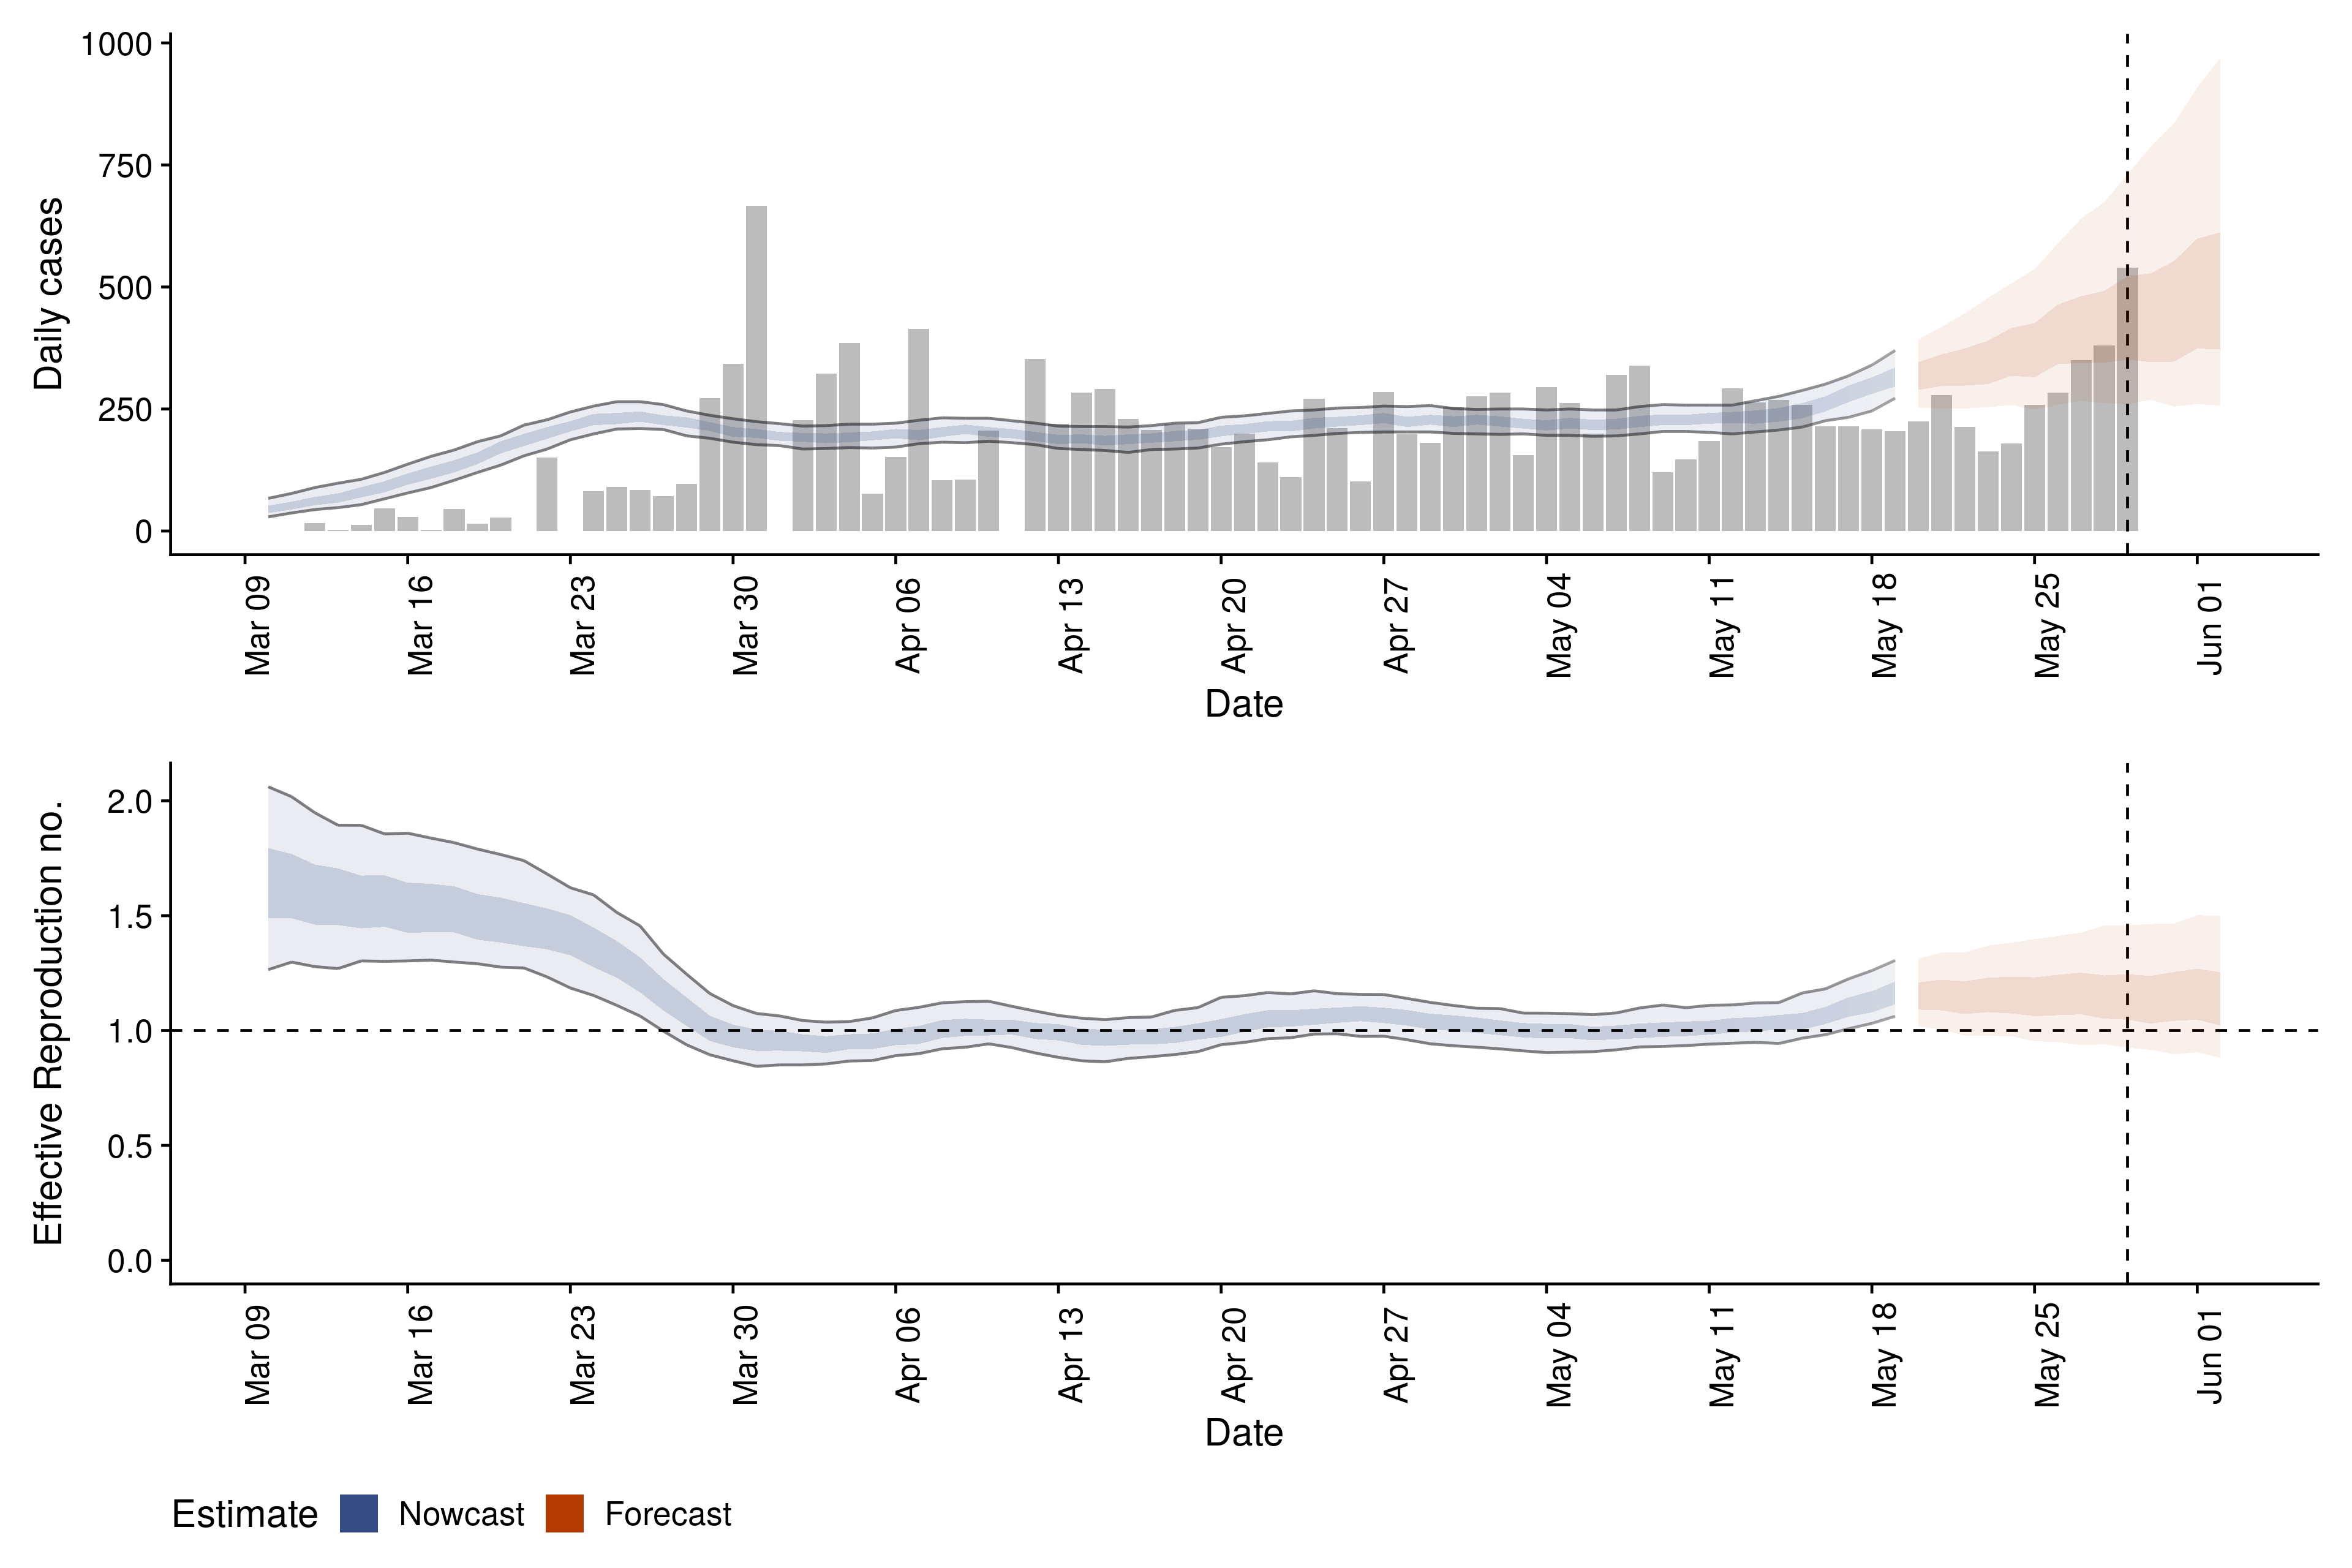 1000
750
500
250
0
Daily cases
Mar 09
Mar 16
Mar 23
Mar 30
Apr 06
Apr 13
Apr 20
Apr 27
May 04
May 11
May 18
May 25
Jun 01
Date
2.0
1.5
1.0
0.5
0.0
Effective Reproduction no.
Mar 09
Mar 16
Mar 23
Mar 30
Apr 06
Apr 13
Apr 20
Apr 27
May 04
May 11
May 18
May 25
Jun 01
Date
Estimate Nowcast Forecast